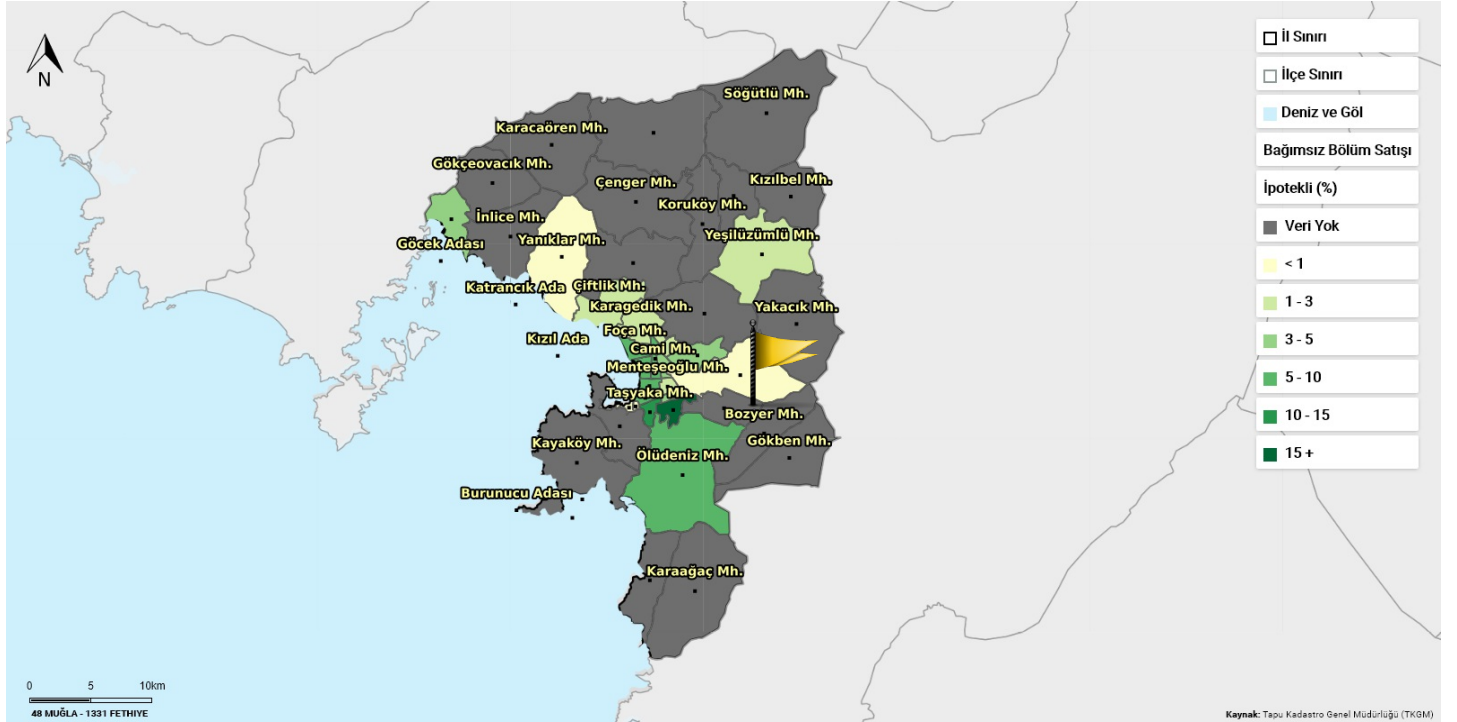 N
Söğütlü Mh.
Karacaören Mh.
Gökçeovacık Mh.
Çenger Mh.
Kızılbel Mh.
Koruköy Mh.
İnlice Mh.
Yanıklar Mh.
Yeşilüzümlü Mh.
Göcek Adası
Katrancık Ada
Çiftlik Mh.
Karagedik Mh.
Yakacık Mh.
Foça Mh.
Kızıl Ada
Cami Mh.
Menteşeoğlu Mh.
Taşyaka Mh.
Bozyer Mh.
Kayaköy Mh.
Gökben Mh.
Ölüdeniz Mh.
Burunucu Adası
Karaağaç Mh.
İl Sınırı
İlçe Sınırı
Deniz ve Göl
Bağımsız Bölüm Satışı
İpotekli (%)
Veri Yok
< 1
1 - 3
3 - 5
5 - 10
10 - 15
15 +
0 5 10km
48 MUĞLA - 1331 FETHIYE
Kaynak: Tapu Kadastro Genel Müdürlüğü (TKGM)